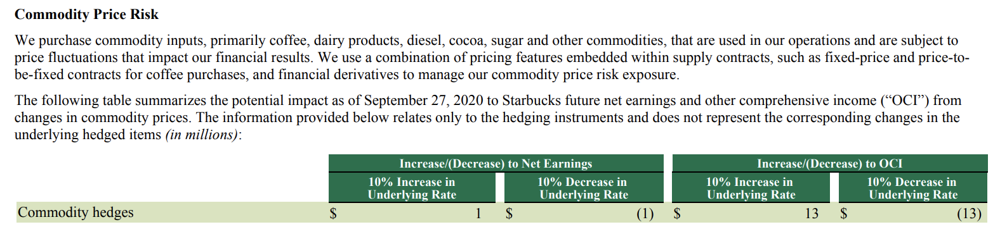 Commodity Price Risk
We purchase commodity inputs, primarily coffee, dairy products, diesel, cocoa, sugar and other commodities, that are used in our operations and are subject to
price fluctuations that impact our financial results. We use a combination of pricing features embedded within supply contracts, such as fixed-price and price-to-
be-fixed contracts for coffee purchases, and financial derivatives to manage our commodity price risk exposure.
The following table summarizes the potential impact as of September 27, 2020 to Starbucks future net earnings and other comprehensive income (“OCI”) from
changes in commodity prices. The information provided below relates only to the hedging instruments and does not represent the corresponding changes in the
underlying hedged items (in millions):
Increase/(Decrease) to Net Earnings Increase/(Decrease) to OCI
10% Increase in 10% Decrease in 10% Increase in 10% Decrease in
Underlying Rate Underlying Rate Underlying Rate Underlying Rate
Commodity hedges $ 1 $ (1) $ 13 $ (13)